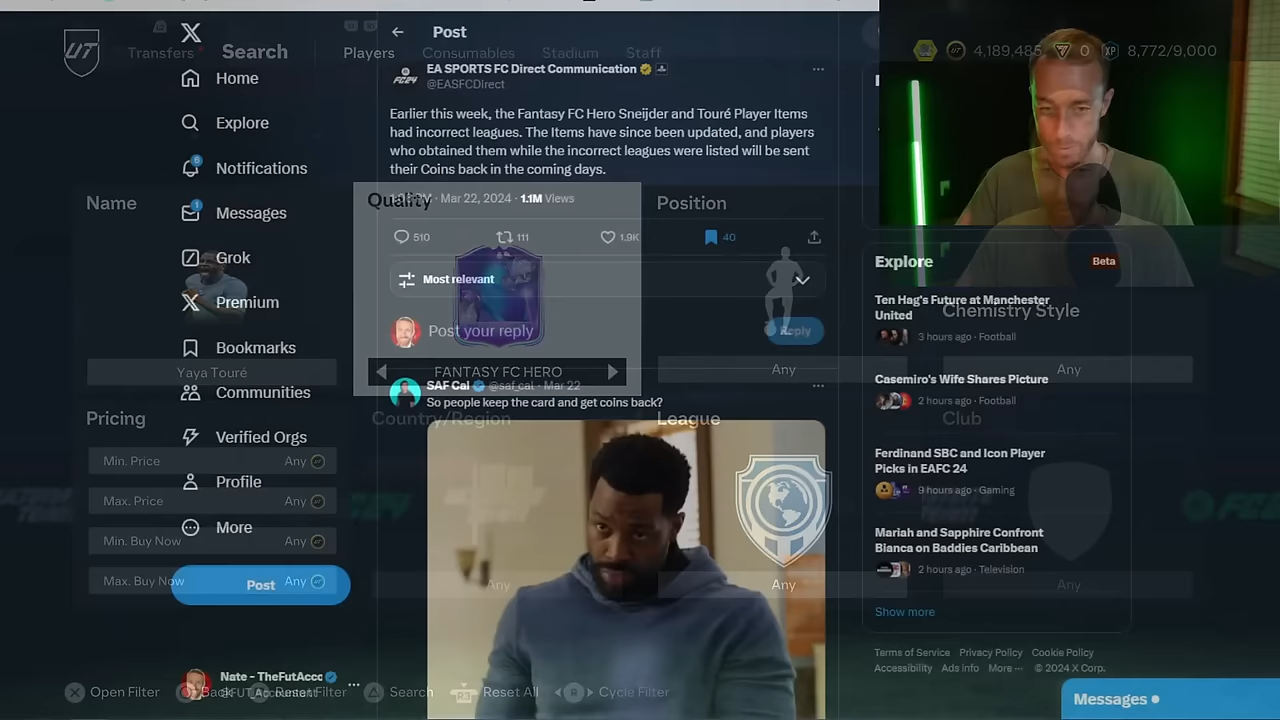 UT
Transfers
Search
Players
Consumables
Stadium
Staff
4,189,485
0
XP
8,772/9,000
Home
Explore
6
Notifications
1
Messages
Grok
Premium
Bookmarks
Communities
Verified Orgs
Profile
More
Post
Post
FC24
EA SPORTS FC Direct Communication
@EASFCDirect
Earlier this week, the Fantasy FC Hero Sneijder and Touré Player Items
had incorrect leagues. The Items have since been updated, and players
who obtained them while the incorrect leagues were listed will be sent
their Coins back in the coming days.
PM · Mar 22, 2024 · 1.1M Views
510
111
1.9K
40
Most relevant
Post your reply
Reply
SAF Cal @saf_cal · Mar 22
So people keep the card and get coins back?
Name
Quality
Position
Yaya Touré
FANTASY FC HERO
Any
Chemistry Style
Any
Pricing
Country/Region
League
Club
Min. Price Any
Max. Price Any
Min. Buy Now Any
Max. Buy Now Any
Any
Any
Any
Explore
Beta
Ten Hag's Future at Manchester
United
3 hours ago · Football
Casemiro's Wife Shares Picture
2 hours ago · Football
Ferdinand SBC and Icon Player
Picks in EAFC 24
9 hours ago · Gaming
Mariah and Sapphire Confront
Bianca on Baddies Caribbean
2 hours ago · Television
Show more
Terms of Service Privacy Policy Cookie Policy
Accessibility Ads info More ··· © 2024 X Corp.
Nate - TheFutAcc
Open Filter
Back
Reset Filter
Search
R3
Reset All
R
Cycle Filter
Messages